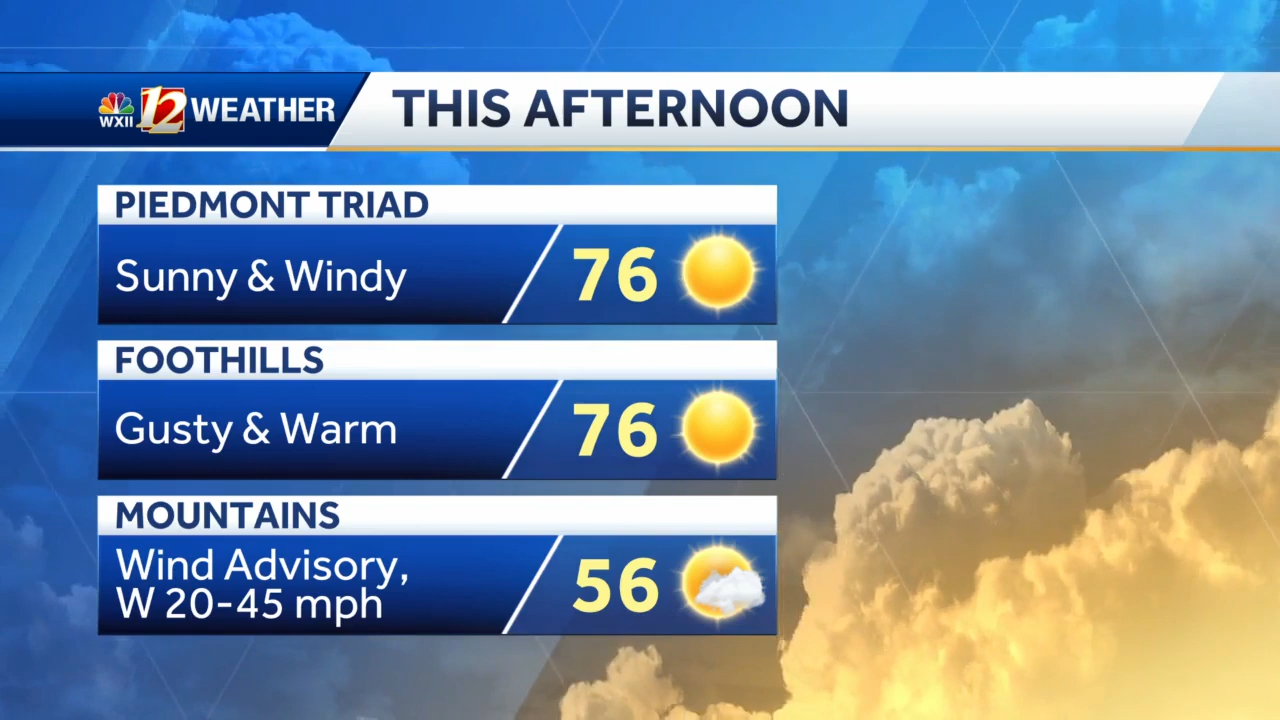 WXII 12 WEATHER
THIS AFTERNOON
PIEDMONT TRIAD
Sunny & Windy 76
FOOTHILLS
Gusty & Warm 76
MOUNTAINS
Wind Advisory,
W 20-45 mph 56